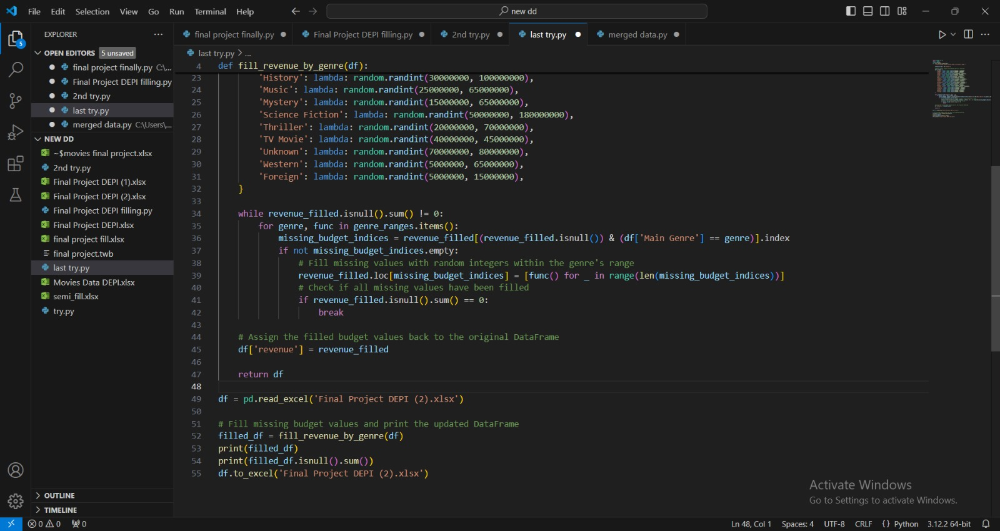 File Edit Selection View Go Run Terminal Help
new dd
EXPLORER
OPEN EDITORS 5 unsaved
final project finally.py C:\...
Final Project DEPI filling.py
2nd try.py
last try.py
merged data.py C:\Users\...
NEW DD
~$movies final project.xlsx
2nd try.py
Final Project DEPI (1).xlsx
Final Project DEPI (2).xlsx
Final Project DEPI filling.py
Final Project DEPI.xlsx
final project fill.xlsx
final project.twb
last try.py
Movies Data DEPI.xlsx
semi_fill.xlsx
try.py
OUTLINE
TIMELINE
5
final project finally.py Final Project DEPI filling.py 2nd try.py last try.py merged data.py
last try.py > ...
4 def fill_revenue_by_genre(df):
23 'History': lambda: random.randint(30000000, 100000000),
24 'Music': lambda: random.randint(25000000, 65000000),
25 'Mystery': lambda: random.randint(15000000, 65000000),
26 'Science Fiction': lambda: random.randint(50000000, 180000000),
27 'Thriller': lambda: random.randint(20000000, 70000000),
28 'TV Movie': lambda: random.randint(40000000, 45000000),
29 'Unknown': lambda: random.randint(70000000, 80000000),
30 'Western': lambda: random.randint(5000000, 65000000),
31 'Foreign': lambda: random.randint(5000000, 15000000),
32 }
33
34 while revenue_filled.isnull().sum() != 0:
35 for genre, func in genre_ranges.items():
36 missing_budget_indices = revenue_filled[(revenue_filled.isnull()) & (df['Main Genre'] == genre)].index
37 if not missing_budget_indices.empty:
38 # Fill missing values with random integers within the genre's range
39 revenue_filled.loc[missing_budget_indices] = [func() for _ in range(len(missing_budget_indices))]
40 # Check if all missing values have been filled
41 if revenue_filled.isnull().sum() == 0:
42 break
43
44 # Assign the filled budget values back to the original DataFrame
45 df['revenue'] = revenue_filled
46
47 return df
48
49 df = pd.read_excel('Final Project DEPI (2).xlsx')
50
51 # Fill missing budget values and print the updated DataFrame
52 filled_df = fill_revenue_by_genre(df)
53 print(filled_df)
54 print(filled_df.isnull().sum())
55 df.to_excel('Final Project DEPI (2).xlsx')
Activate Windows
Go to Settings to activate Windows.
0 0 0 Ln 48, Col 1 Spaces: 4 UTF-8 CRLF {} Python 3.12.2 64-bit